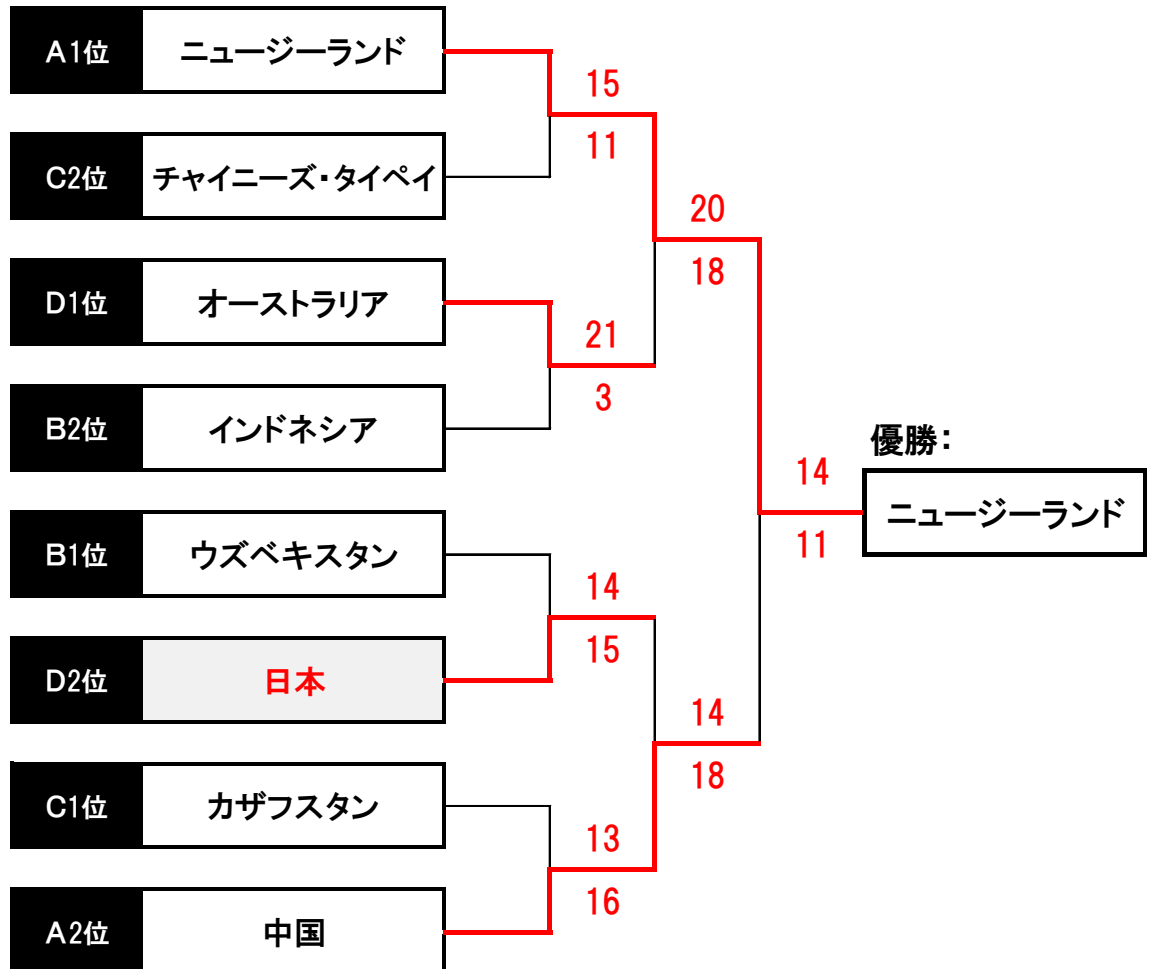 A1位 ニュージーランド
15
11
C2位 チャイニーズ・タイペイ
20
18
D1位 オーストラリア
21
3
B2位 インドネシア
優勝:
14
ニュージーランド
11
B1位 ウズベキスタン
14
15
D2位 日本
14
18
C1位 カザフスタン
13
16
A2位 中国